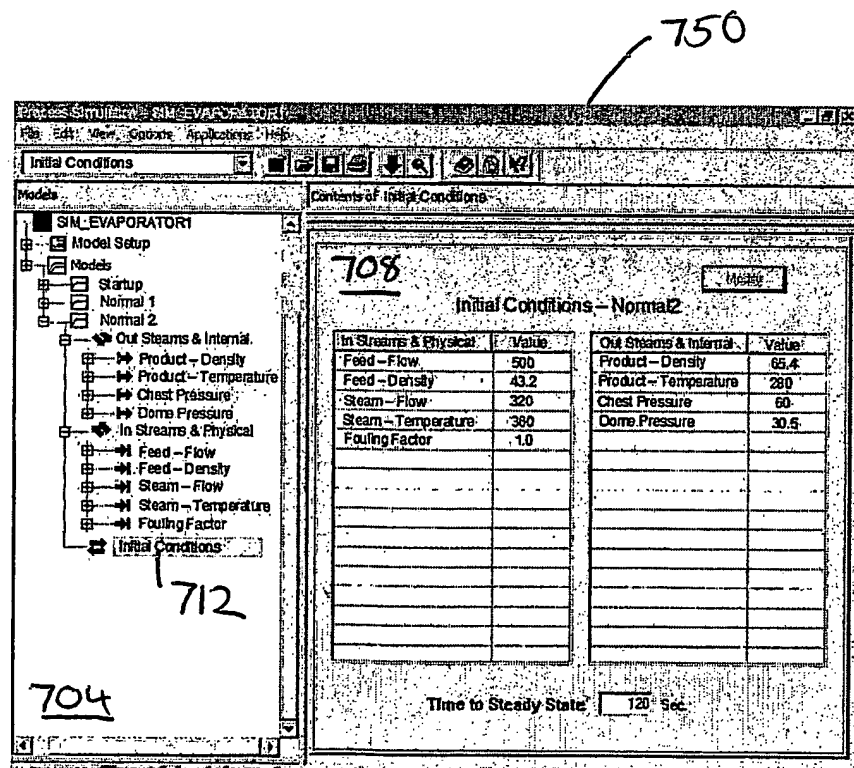 750
Process Simulate - SIM_EVAPORATOR1
File Edit View Options Applications Help
Initial Conditions
Models
Contents of Initial Conditions
SIM_EVAPORATOR1
Model Setup
Models
Startup
Normal 1
Normal 2
Out Steams & Internal.
Product – Density
Product – Temperature
Chest Pressure
Dome Pressure
In Streams & Physical
Feed – Flow
Feed – Density
Steam – Flow
Steam – Temperature
Fouling Factor
Initial Conditions
712
704
708
Modify
Initial Conditions – Normal2
In Streams & Physical Value
Feed – Flow 500
Feed – Density 43.2
Steam – Flow 320
Steam – Temperature 360
Fouling Factor 1.0
Out Steams & Internal Value
Product – Density 65.4
Product – Temperature 280
Chest Pressure 60
Dome Pressure 30.5
Time to Steady State 120 Sec